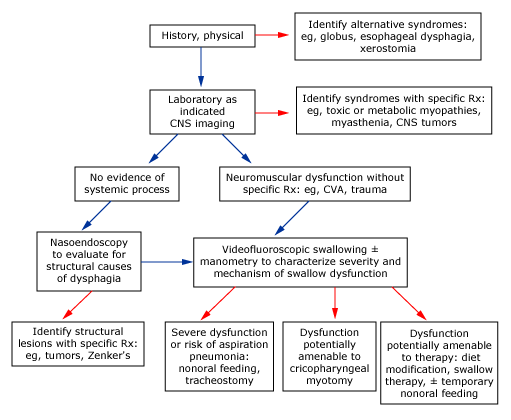 History, physical
Identify alternative syndromes:
eg, globus, esophageal dysphagia,
xerostomia
Laboratory as
indicated
CNS imaging
Identify syndromes with specific Rx:
eg, toxic or metabolic myopathies,
myasthenia, CNS tumors
No evidence of
systemic process
Neuromuscular dysfunction without
specific Rx: eg, CVA, trauma
Nasoendoscopy
to evaluate for
structural causes
of dysphagia
Videofluoroscopic swallowing ±
manometry to characterize severity and
mechanism of swallow dysfunction
Identify structural
lesions with specific Rx:
eg, tumors, Zenker's
Severe dysfunction
or risk of aspiration
pneumonia:
nonoral feeding,
tracheostomy
Dysfunction
potentially
amenable to
cricopharyngeal
myotomy
Dysfunction
potentially amenable
to therapy: diet
modification, swallow
therapy, ± temporary
nonoral feeding